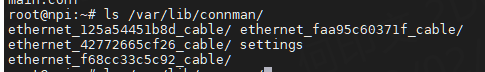 main.conf
root@npi:~# ls /var/lib/connman/
ethernet_125a54451b8d_cable/ ethernet_faa95c60371f_cable/
ethernet_42772665cf26_cable/ settings
ethernet_f68cc33c5c92_cable/